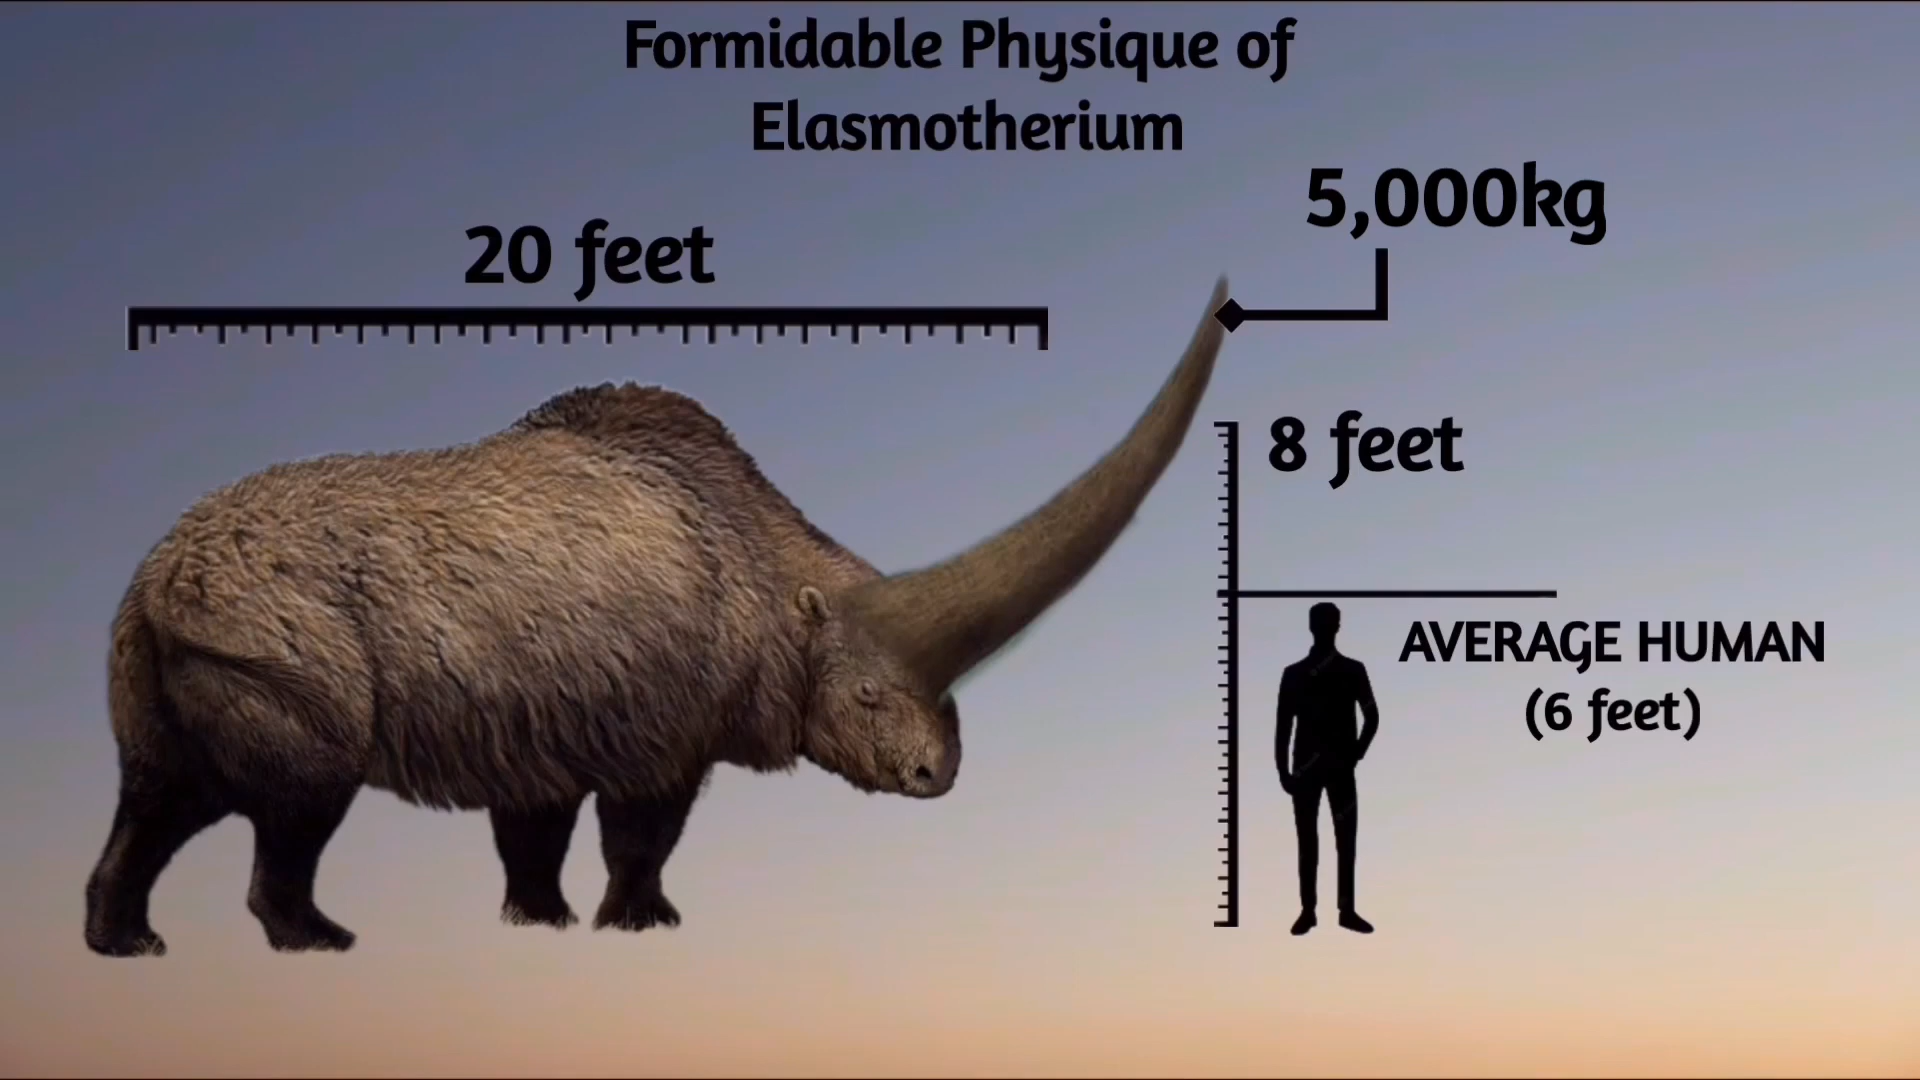 Formidable Physique of
Elasmotherium
5,000kg
20 feet
8 feet
AVERAGE HUMAN
(6 feet)